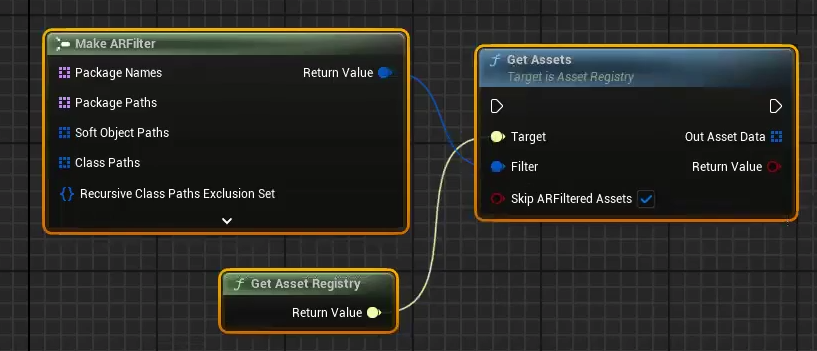 Make ARFilter
Package Names
Return Value
Package Paths
Soft Object Paths
Class Paths
Recursive Class Paths Exclusion Set
f Get Assets
Target is Asset Registry
Target
Out Asset Data
Filter
Return Value
Skip ARFiltered Assets
f Get Asset Registry
Return Value